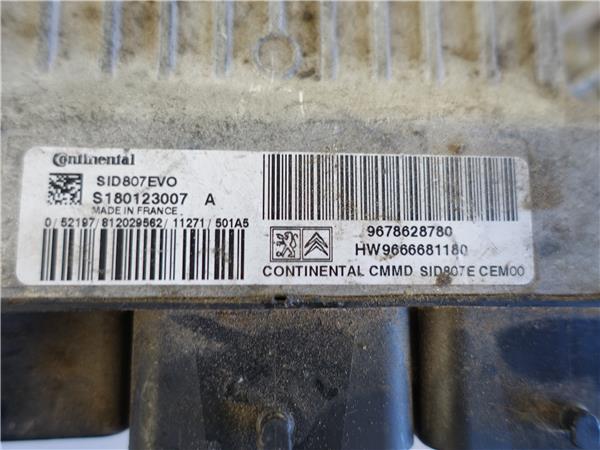 Continental
SID807EVO
S180123007 A
MADE IN FRANCE
0/52197/812029562/11271/501A5
9678628780
HW9666681180
CONTINENTAL CMMD SID807E CEM00